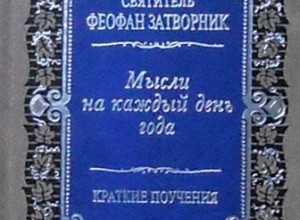 СВЯТИТЕЛЬ
ФЕОФАН ЗАТВОРНИК
Мысли
на каждый день
года
КРАТКИЕ ПОУЧЕНИЯ